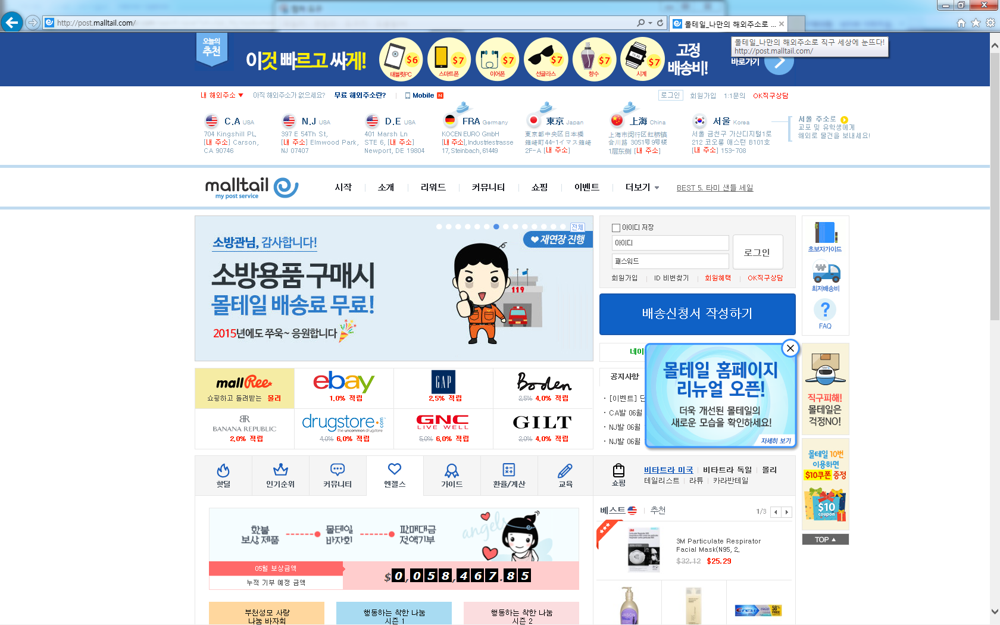 http://post.malltail.com/
몰테일_나만의 해외주소로 ...
몰테일_나만의 해외주소로 직구 세상에 눈뜨다!
http://post.malltail.com/
오늘의
추천
이것 빠르고 싸게!
$6
태블릿PC
$7
스마트폰
$7
이어폰
$7
선글라스
$7
향수
$7
시계
고정
배송비!
바로가기
내 해외주소 ▼
아직 해외주소가 없으세요?
무료 해외주소란?
Mobile N
로그인
회원가입
1:1문의
OK직구상담
C.A USA
704 Kingshill PL,
[내 주소] Carson,
CA 90746
N.J USA
397 E 54Th St,
[내 주소] Elmwood Park,
NJ 07407
D.E USA
401 Marsh Ln
STE 6, [내 주소]
Newport, DE 19804
FRA Germany
KOCEN EURO GmbH
[내 주소], Industriestrasse
17, Steinbach, 61449
東京 Japan
東京都中央区日本橋
箱崎町44-1イマス箱崎
2F-A [내 주소]
上海 China
上海市闵行区虹桥镇
合川路 3051号9号楼
1层东侧 [내 주소]
서울 Korea
서울 금천구 가산디지털1로
212 코오롱 애스턴 B101호
[내 주소] 153-708
서울 주소로
교포 및 유학생에게
해외로 물건을 보내세요!
malltail
my post service
시작
소개
리워드
커뮤니티
쇼핑
이벤트
더보기
BEST 5. 타미 샌들 세일
전체
재연장 진행
소방관님, 감사합니다!
소방용품 구매시
몰테일 배송료 무료!
2015년에도 쭈욱~ 응원합니다
119
아이디 저장
아이디
패스워드
로그인
회원가입
ID 비번찾기
회원혜택
OK직구상담
배송신청서 작성하기
초보자가이드
최저배송비
?
FAQ
네이
공지사항
· [이벤트] 단
· CA발 06월
· NJ발 06월
· NJ발 06월
몰테일 홈페이지
리뉴얼 오픈!
더욱 개선된 몰테일의
새로운 모습을 확인하세요!
자세히 보기
직구피해!
몰테일은
걱정NO!
몰테일 10번
이용하면
$10쿠폰 증정
$10
coupon
TOP
mallRee
쇼핑하고 돌려받는 몰리
ebay
1.0% 적립
GAP
2.5% 적립
Boden
2.5% 4.0% 적립
BR
BANANA REPUBLIC
2.0% 적립
drugstore.com
the uncommon drugstore
4.0% 6.0% 적립
GNC
LIVE WELL
5.0% 6.0% 적립
GILT
2.0% 4.0% 적립
핫딜
인기순위
커뮤니티
엔젤스
가이드
환율/계산
교육
쇼핑
비타트라 미국
비타트라 독일
몰리
테일리스트
라튜
카라반테일
핫불
보상 제품
몰테일
바자회
판매대금
전액기부
angels
05월 보상금액
누적 기부 예정 금액
$0,058,467.85
베스트
추천
1/3
3M
3M Particulate Respirator
Facial Mask(N95, 2..
$32.12 $25.29
JASON
Crest
58%
FREE
부천성모 사랑
나눔 바자회
행동하는 착한 나눔
시즌 1
행동하는 착한 나눔
시즌 2